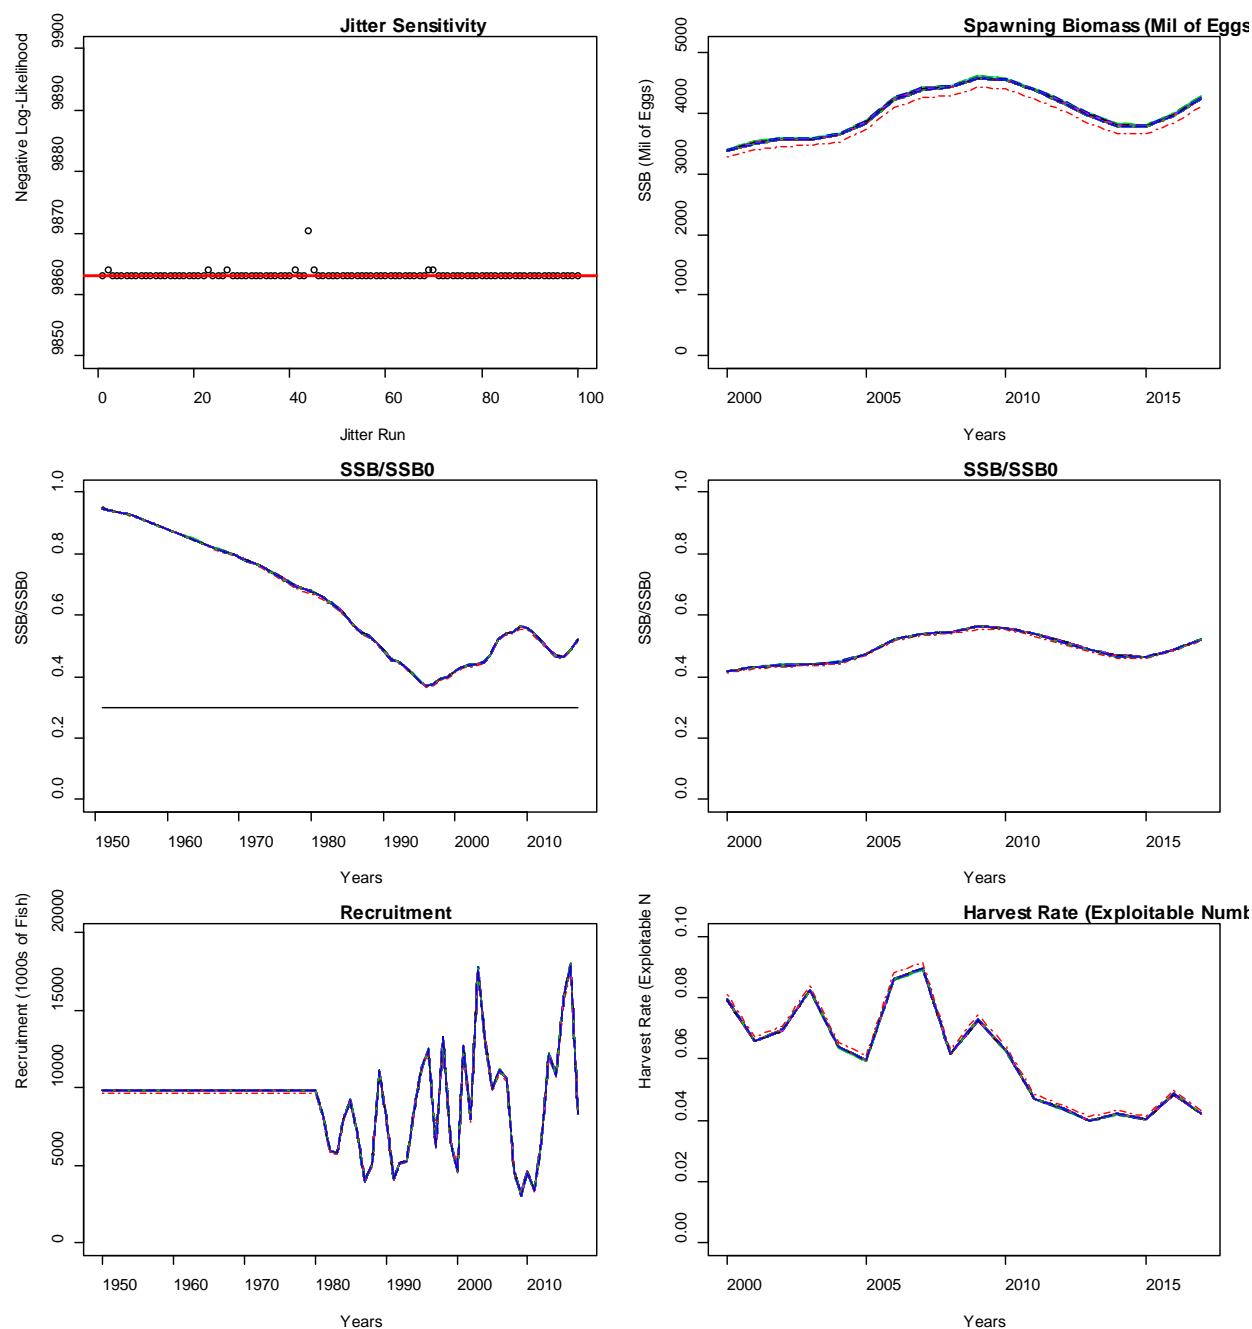 Jitter Sensitivity
Negative Log-Likelihood
9850 9860 9870 9880 9890 9900
0 20 40 60 80 100
Jitter Run
Spawning Biomass (Mil of Eggs
SSB (Mil of Eggs)
0 1000 2000 3000 4000 5000
2000 2005 2010 2015
Years
SSB/SSB0
SSB/SSB0
0.0 0.2 0.4 0.6 0.8 1.0
1950 1960 1970 1980 1990 2000 2010
Years
SSB/SSB0
SSB/SSB0
0.0 0.2 0.4 0.6 0.8 1.0
2000 2005 2010 2015
Years
Recruitment
Recruitment (1000s of Fish)
0 5000 10000 15000 20000
1950 1960 1970 1980 1990 2000 2010
Years
Harvest Rate (Exploitable Numb
Harvest Rate (Exploitable N
0.00 0.02 0.04 0.06 0.08 0.10
2000 2005 2010 2015
Years